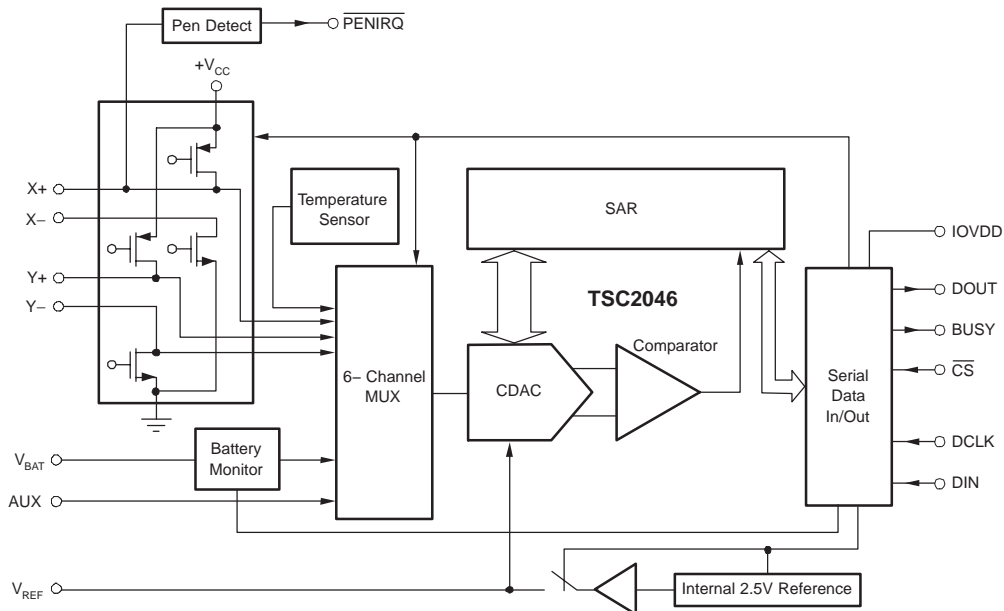 Pen Detect
PENIRQ
+VCC
X+
X–
Y+
Y–
Temperature
Sensor
SAR
IOVDD
DOUT
BUSY
CS
DCLK
DIN
TSC2046
Comparator
CDAC
6– Channel
MUX
Serial
Data
In/Out
VBAT
Battery
Monitor
AUX
VREF
Internal 2.5V Reference